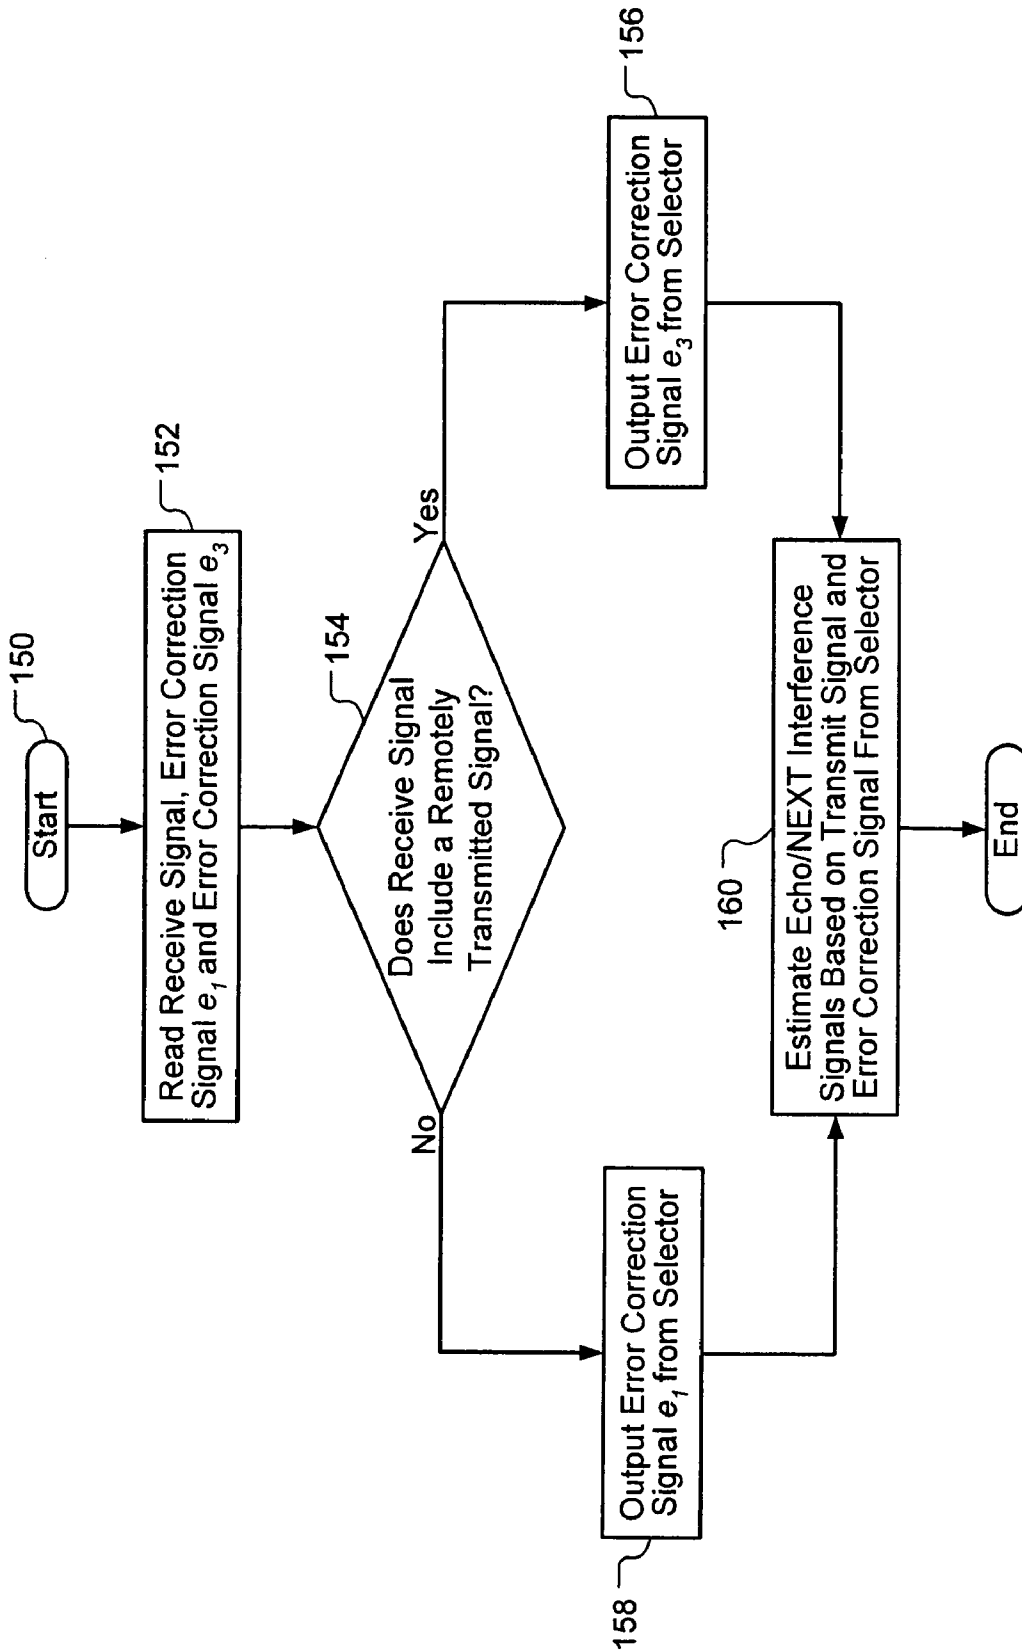 Start
150
Read Receive Signal, Error Correction
Signal e1 and Error Correction Signal e3
152
Does Receive Signal
Include a Remotely
Transmitted Signal?
154
No
Yes
Output Error Correction
Signal e1 from Selector
158
Output Error Correction
Signal e3 from Selector
156
Estimate Echo/NEXT Interference
Signals Based on Transmit Signal and
Error Correction Signal From Selector
160
End